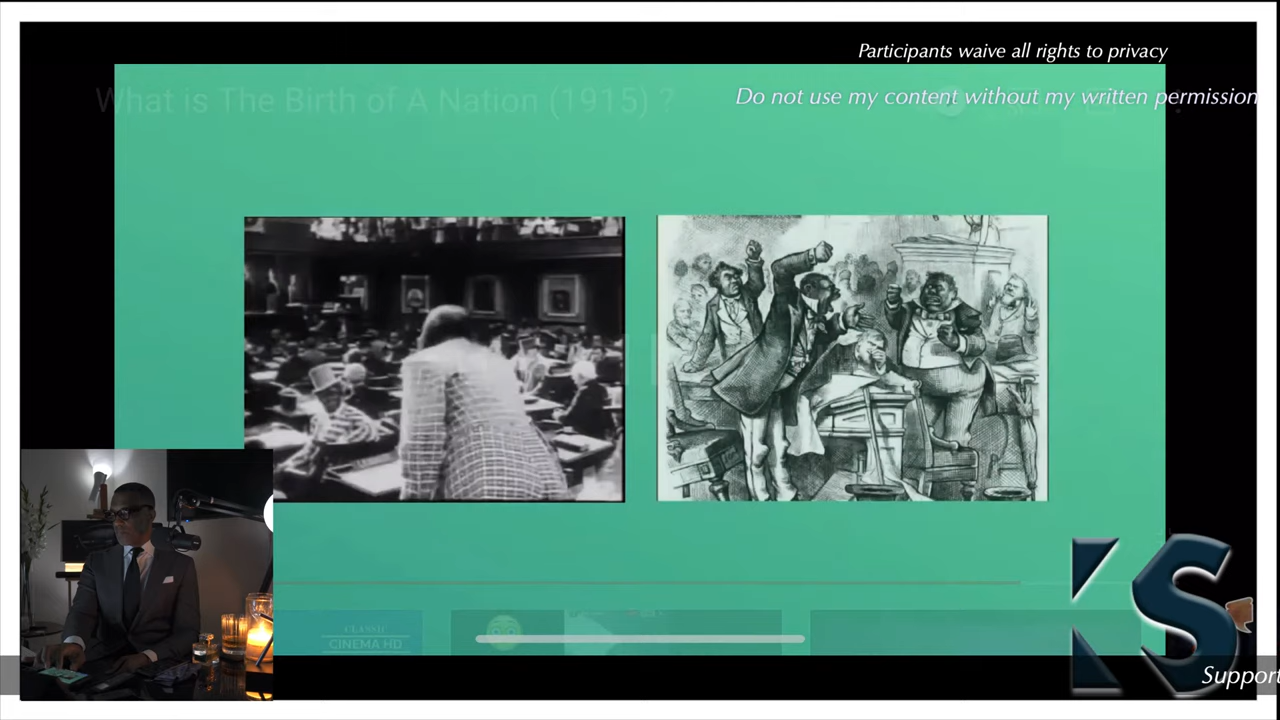 Participants waive all rights to privacy
What is The Birth of A Nation (1915) ?
Do not use my content without my written permission
CLASSIC
CINEMA HD
KS
Support